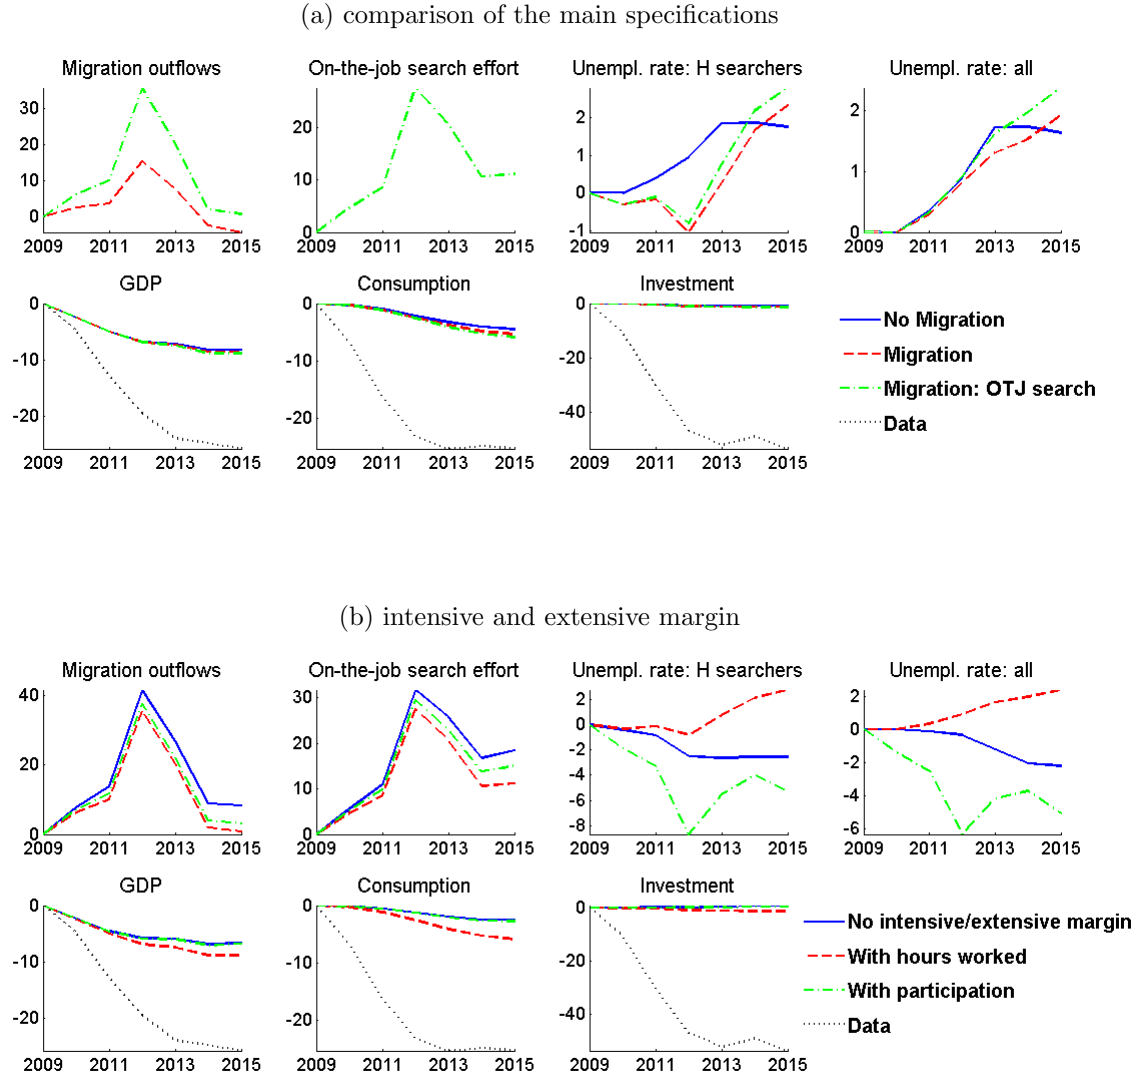 (a) comparison of the main specifications
Migration outflows
On-the-job search effort
Unempl. rate: H searchers
Unempl. rate: all
30
20
10
0
2009 2011 2013 2015
20
10
0
2009 2011 2013 2015
2
1
0
-1
2009 2011 2013 2015
2
1
0
2009 2011 2013 2015
GDP
Consumption
Investment
0
-10
-20
2009 2011 2013 2015
0
-10
-20
2009 2011 2013 2015
0
-20
-40
2009 2011 2013 2015
No Migration
Migration
Migration: OTJ search
Data
(b) intensive and extensive margin
Migration outflows
On-the-job search effort
Unempl. rate: H searchers
Unempl. rate: all
40
20
0
2009 2011 2013 2015
30
20
10
0
2009 2011 2013 2015
2
0
-2
-4
-6
-8
2009 2011 2013 2015
2
0
-2
-4
-6
2009 2011 2013 2015
GDP
Consumption
Investment
0
-10
-20
2009 2011 2013 2015
0
-10
-20
2009 2011 2013 2015
0
-20
-40
2009 2011 2013 2015
No intensive/extensive margin
With hours worked
With participation
Data